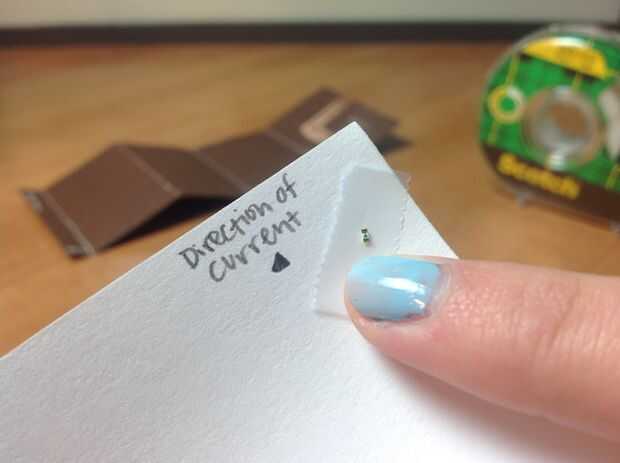 Direction of
current
Scotch